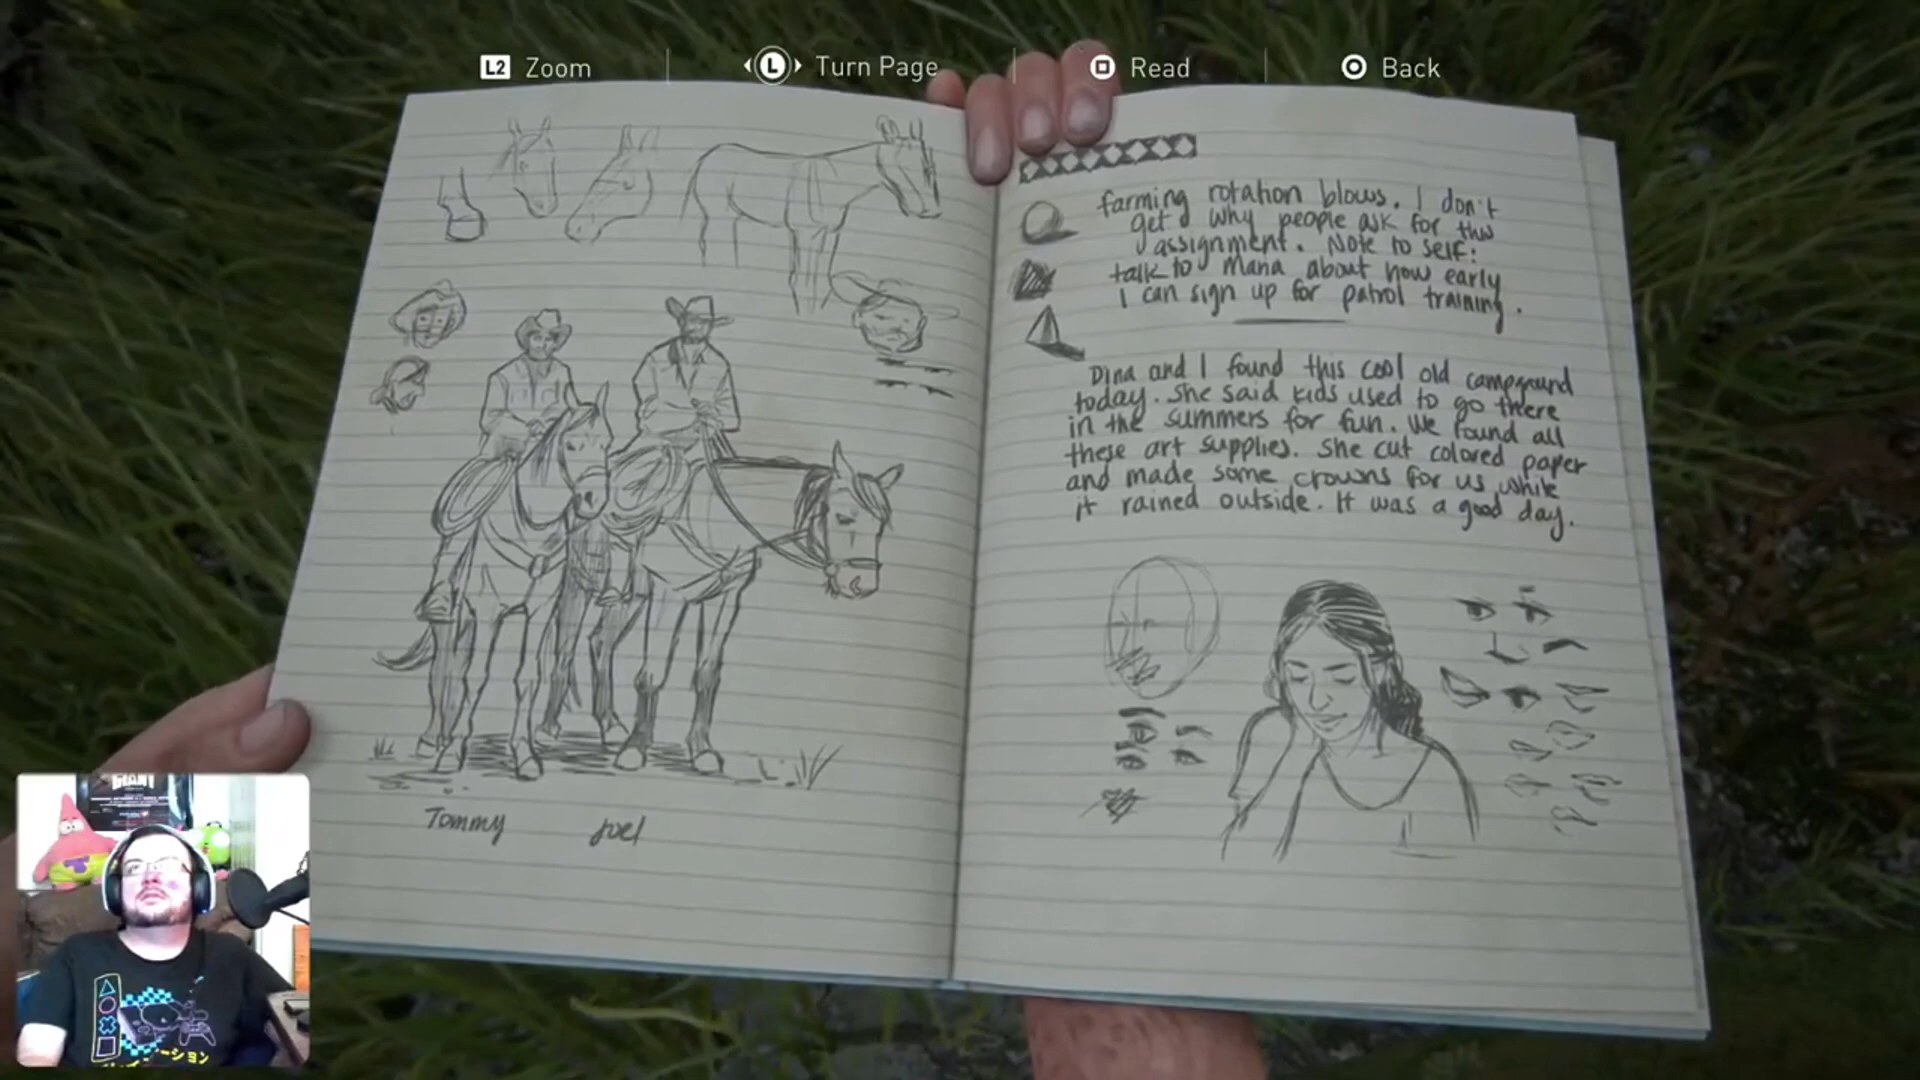 L2 Zoom
L Turn Page
Read
Back
farming rotation blows. I don't
get why people ask for this
assignment. Note to self:
talk to Maria about how early
I can sign up for patrol training.
Dina and I found this cool old campground
today. She said kids used to go there
in the summers for fun. We found all
these art supplies. She cut colored paper
and made some crowns for us while
it rained outside. It was a good day.
Tommy Joel
GIANT